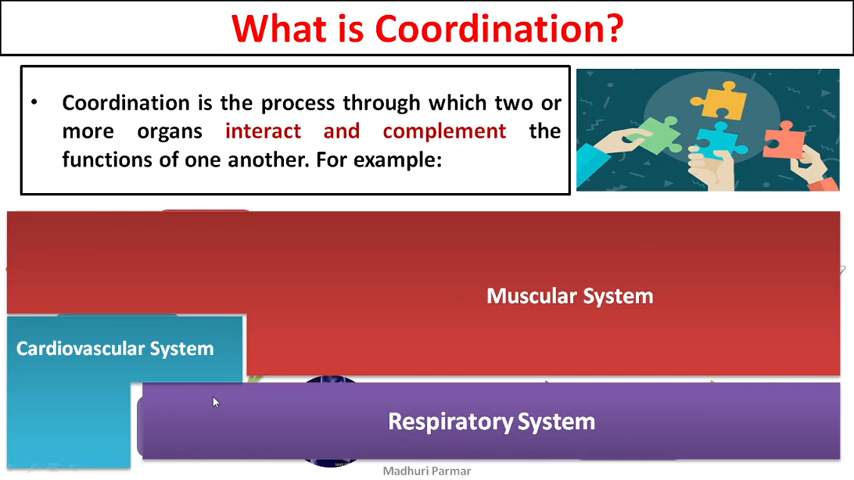 What is Coordination?
• Coordination is the process through which two or
more organs interact and complement the
functions of one another. For example:
Muscular System
Cardiovascular System
Respiratory System
Madhuri Parmar